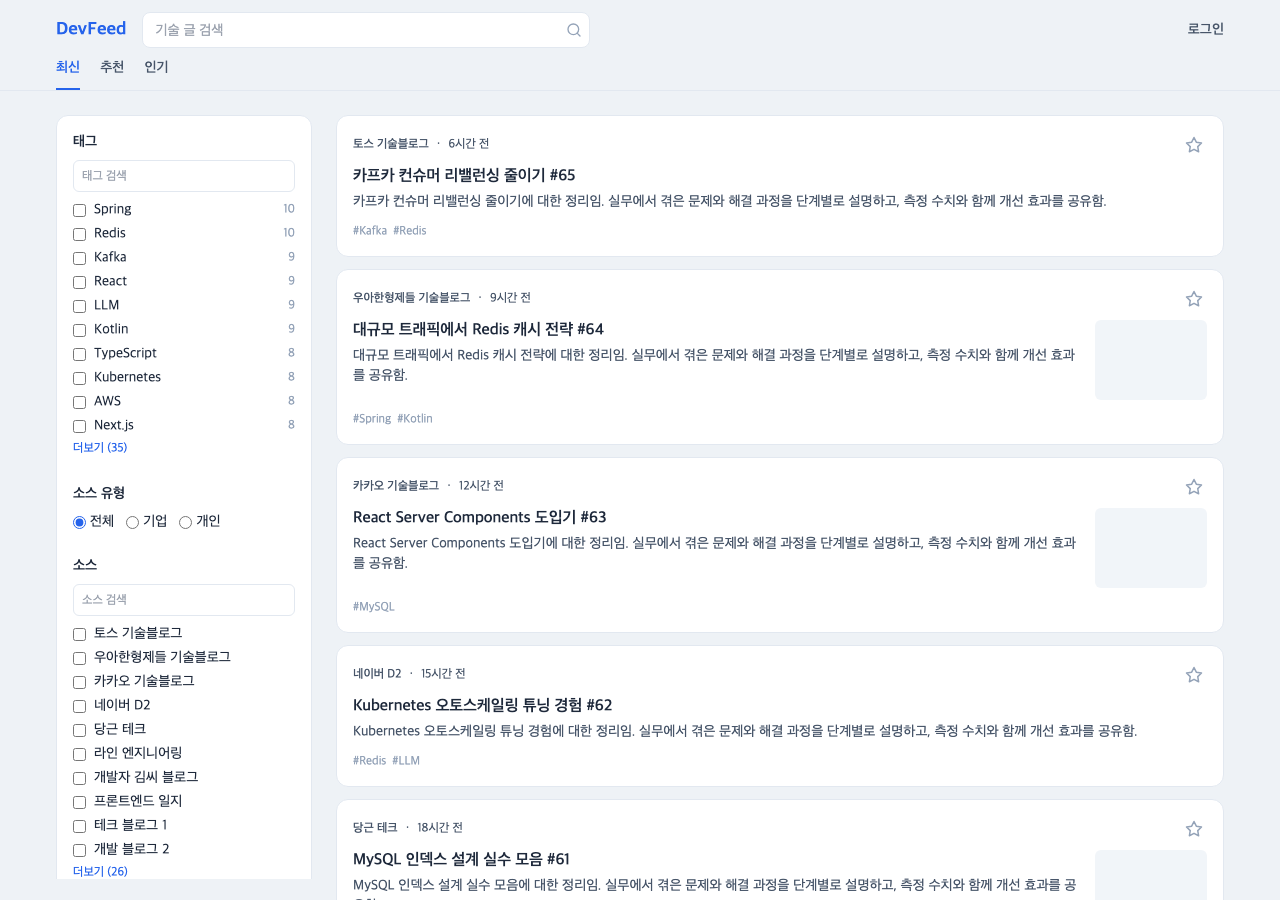 DevFeed
기술 글 검색
로그인
최신 추천 인기
태그
태그 검색
Spring 10
Redis 10
Kafka 9
React 9
LLM 9
Kotlin 9
TypeScript 8
Kubernetes 8
AWS 8
Next.js 8
더보기 (35)
소스 유형
전체 기업 개인
소스
소스 검색
토스 기술블로그
우아한형제들 기술블로그
카카오 기술블로그
네이버 D2
당근 테크
라인 엔지니어링
개발자 김씨 블로그
프론트엔드 일지
테크 블로그 1
개발 블로그 2
더보기 (26)
토스 기술블로그 · 6시간 전
카프카 컨슈머 리밸런싱 줄이기 #65
카프카 컨슈머 리밸런싱 줄이기에 대한 정리임. 실무에서 겪은 문제와 해결 과정을 단계별로 설명하고, 측정 수치와 함께 개선 효과를 공유함.
#Kafka #Redis
우아한형제들 기술블로그 · 9시간 전
대규모 트래픽에서 Redis 캐시 전략 #64
대규모 트래픽에서 Redis 캐시 전략에 대한 정리임. 실무에서 겪은 문제와 해결 과정을 단계별로 설명하고, 측정 수치와 함께 개선 효과
를 공유함.
#Spring #Kotlin
카카오 기술블로그 · 12시간 전
React Server Components 도입기 #63
React Server Components 도입기에 대한 정리임. 실무에서 겪은 문제와 해결 과정을 단계별로 설명하고, 측정 수치와 함께 개선 효과
를 공유함.
#MySQL
네이버 D2 · 15시간 전
Kubernetes 오토스케일링 튜닝 경험 #62
Kubernetes 오토스케일링 튜닝 경험에 대한 정리임. 실무에서 겪은 문제와 해결 과정을 단계별로 설명하고, 측정 수치와 함께 개선 효과를 공유함.
#Redis #LLM
당근 테크 · 18시간 전
MySQL 인덱스 설계 실수 모음 #61
MySQL 인덱스 설계 실수 모음에 대한 정리임. 실무에서 겪은 문제와 해결 과정을 단계별로 설명하고, 측정 수치와 함께 개선 효과를 공